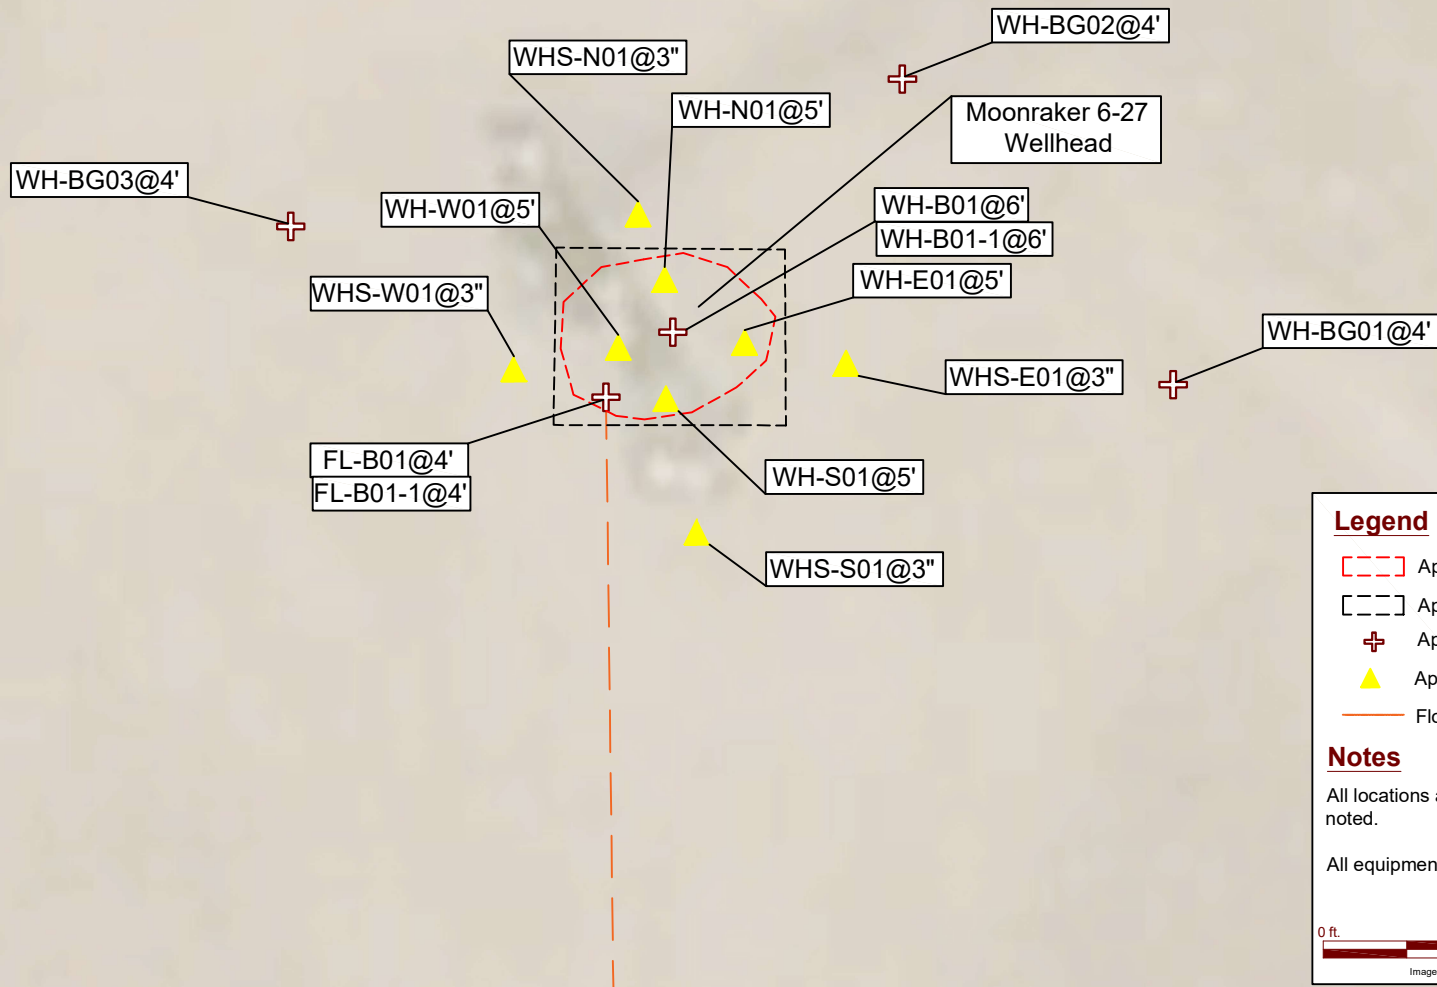 WH-BG02@4'
WHS-N01@3"
WH-N01@5'
Moonraker 6-27
Wellhead
WH-BG03@4'
WH-W01@5'
WH-B01@6'
WH-B01-1@6'
WH-E01@5'
WHS-W01@3"
WH-BG01@4'
WHS-E01@3"
FL-B01@4'
FL-B01-1@4'
WH-S01@5'
WHS-S01@3"
Legend
Notes
All locations
noted.
All
0 ft.
Image